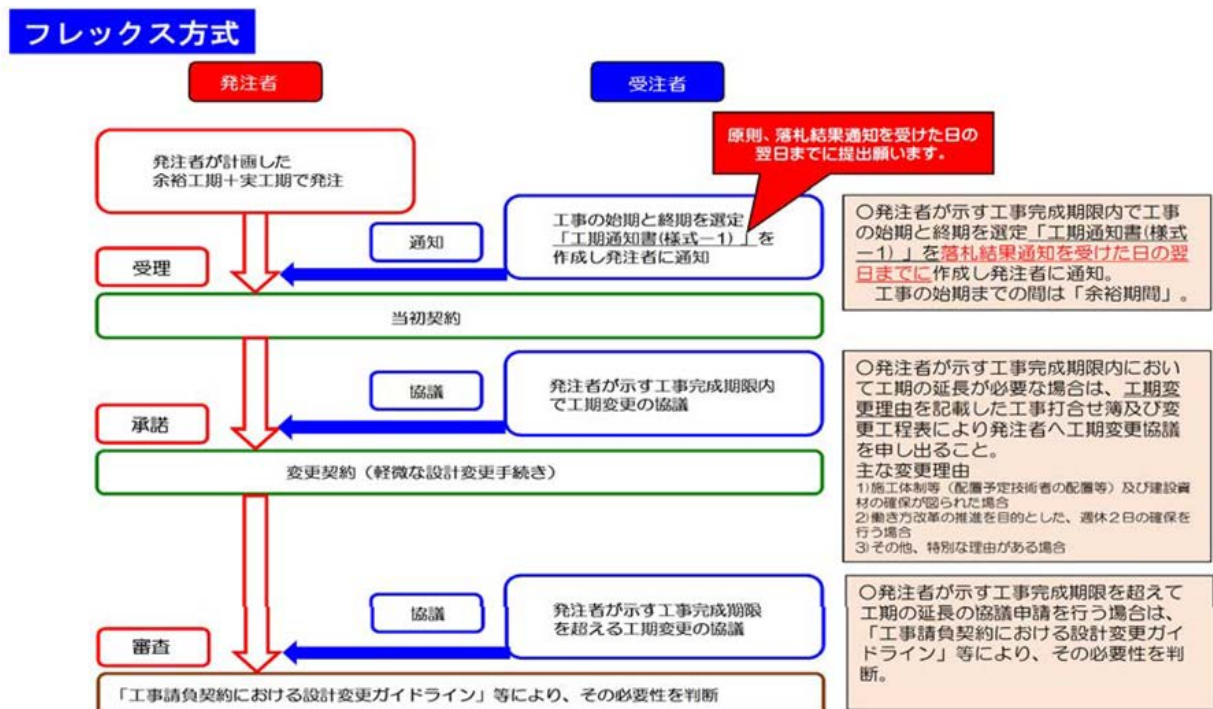 フレックス方式
発注者
受注者
原則、落札結果通知を受けた日の
翌日までに提出願います。
発注者が計画した
余裕工期＋実工期で発注
通知
工事の始期と終期を選定
「工期通知書(様式－1) 」を
作成し発注者に通知
受理
〇発注者が示す工事完成期限内で工事
の始期と終期を選定「工期通知書(様式
－1) 」を落札結果通知を受けた日の翌
日までに作成し発注者に通知。
工事の始期までの間は「余裕期間」。
当初契約
協議
発注者が示す工事完成期限内
で工期変更の協議
承諾
〇発注者が示す工事完成期限内におい
て工期の延長が必要な場合は、工期変
更理由を記載した工事打合せ簿及び変
更工程表により発注者へ工期変更協議
を申し出ること。
主な変更理由
1)施工体制等（配置予定技術者の配置等）及び建設資
材の確保が図られた場合
2)働き方改革の推進を目的とした、週休２日の確保を
行う場合
3)その他、特別な理由がある場合
変更契約（軽微な設計変更手続き）
協議
発注者が示す工事完成期限
を超える工期変更の協議
審査
〇発注者が示す工事完成期限を超えて
工期の延長の協議申請を行う場合は、
「工事請負契約における設計変更ガイ
ドライン」等により、その必要性を判
断。
「工事請負契約における設計変更ガイドライン」等により、その必要性を判断